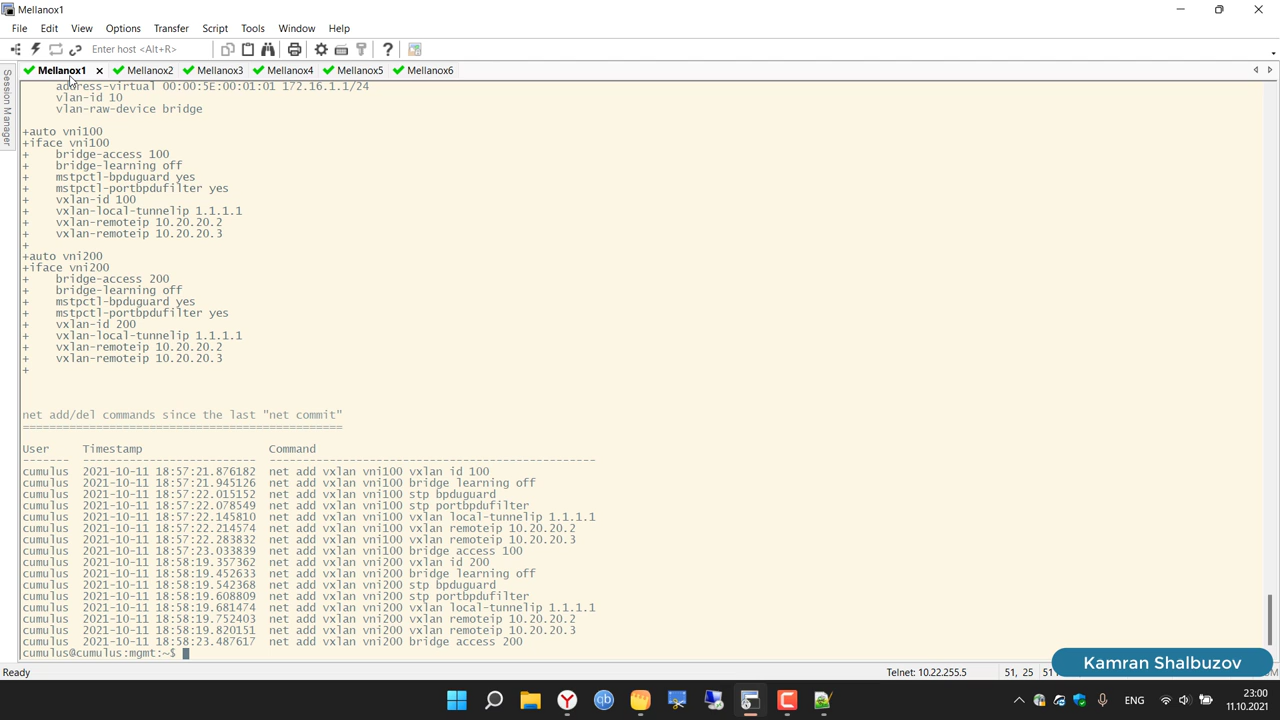 Mellanox1
File Edit View Options Transfer Script Tools Window Help
Enter host <Alt+R>
Mellanox1 Mellanox2 Mellanox3 Mellanox4 Mellanox5 Mellanox6
Session Manager
address-virtual 00:00:5E:00:01:01 172.16.1.1/24
vlan-id 10
vlan-raw-device bridge
+auto vni100
+iface vni100
+ bridge-access 100
+ bridge-learning off
+ mstpctl-bpduguard yes
+ mstpctl-portbpdufilter yes
+ vxlan-id 100
+ vxlan-local-tunnelip 1.1.1.1
+ vxlan-remoteip 10.20.20.2
+ vxlan-remoteip 10.20.20.3
+
+auto vni200
+iface vni200
+ bridge-access 200
+ bridge-learning off
+ mstpctl-bpduguard yes
+ mstpctl-portbpdufilter yes
+ vxlan-id 200
+ vxlan-local-tunnelip 1.1.1.1
+ vxlan-remoteip 10.20.20.2
+ vxlan-remoteip 10.20.20.3
+
net add/del commands since the last "net commit"
================================================
User Timestamp Command
------- -------------------------- -----------------------------------------------
cumulus 2021-10-11 18:57:21.876182 net add vxlan vni100 vxlan id 100
cumulus 2021-10-11 18:57:21.945126 net add vxlan vni100 bridge learning off
cumulus 2021-10-11 18:57:22.015152 net add vxlan vni100 stp bpduguard
cumulus 2021-10-11 18:57:22.078549 net add vxlan vni100 stp portbpdufilter
cumulus 2021-10-11 18:57:22.145810 net add vxlan vni100 vxlan local-tunnelip 1.1.1.1
cumulus 2021-10-11 18:57:22.214574 net add vxlan vni100 vxlan remoteip 10.20.20.2
cumulus 2021-10-11 18:57:22.283832 net add vxlan vni100 vxlan remoteip 10.20.20.3
cumulus 2021-10-11 18:57:23.033839 net add vxlan vni100 bridge access 100
cumulus 2021-10-11 18:58:19.357362 net add vxlan vni200 vxlan id 200
cumulus 2021-10-11 18:58:19.452633 net add vxlan vni200 bridge learning off
cumulus 2021-10-11 18:58:19.542368 net add vxlan vni200 stp bpduguard
cumulus 2021-10-11 18:58:19.608809 net add vxlan vni200 stp portbpdufilter
cumulus 2021-10-11 18:58:19.681474 net add vxlan vni200 vxlan local-tunnelip 1.1.1.1
cumulus 2021-10-11 18:58:19.752403 net add vxlan vni200 vxlan remoteip 10.20.20.2
cumulus 2021-10-11 18:58:19.820151 net add vxlan vni200 vxlan remoteip 10.20.20.3
cumulus 2021-10-11 18:58:23.487617 net add vxlan vni200 bridge access 200
cumulus@cumulus:mgmt:~$
Kamran Shalbuzov
Ready Telnet: 10.22.255.5 51, 25
qb ENG 23:00
11.10.2021